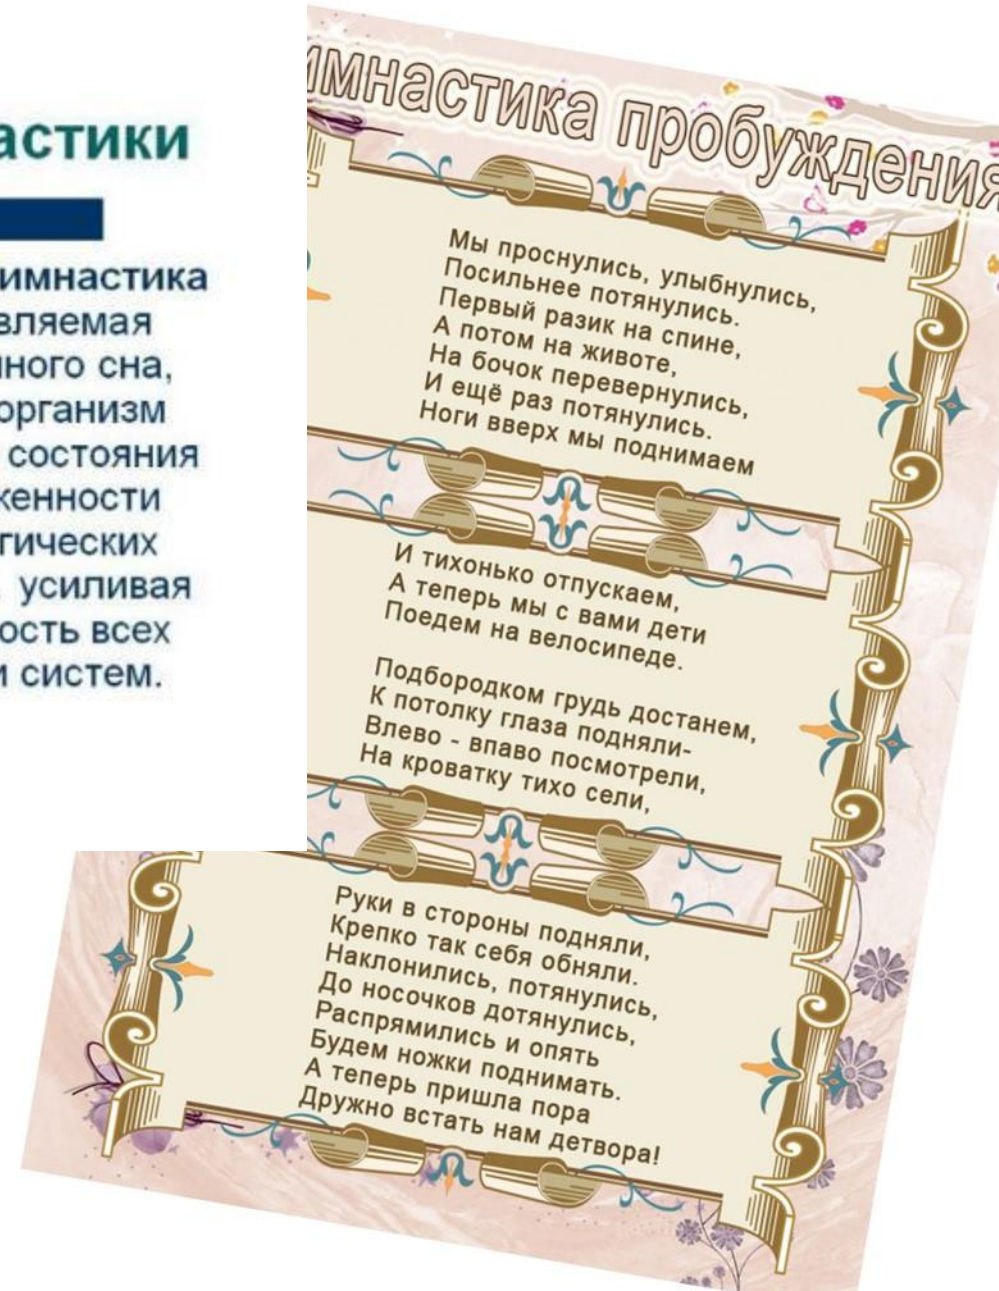 астики
имнастика
вляемая
ного сна,
организм
состояния
женности
гических
усиливая
ость всех
и систем.
имнастика пробуждения
Мы проснулись, улыбнулись,
Посильнее потянулись.
Первый разик на спине,
А потом на животе,
На бочок перевернулись,
И ещё раз потянулись.
Ноги вверх мы поднимаем
И тихонько отпускаем,
А теперь мы с вами дети
Поедем на велосипеде.
Подбородком грудь достанем,
К потолку глаза подняли-
Влево - впаво посмотрели,
На кроватку тихо сели,
Руки в стороны подняли,
Крепко так себя обняли.
Наклонились, потянулись,
До носочков дотянулись,
Распрямились и опять
Будем ножки поднимать.
А теперь пришла пора
Дружно встать нам детвора!